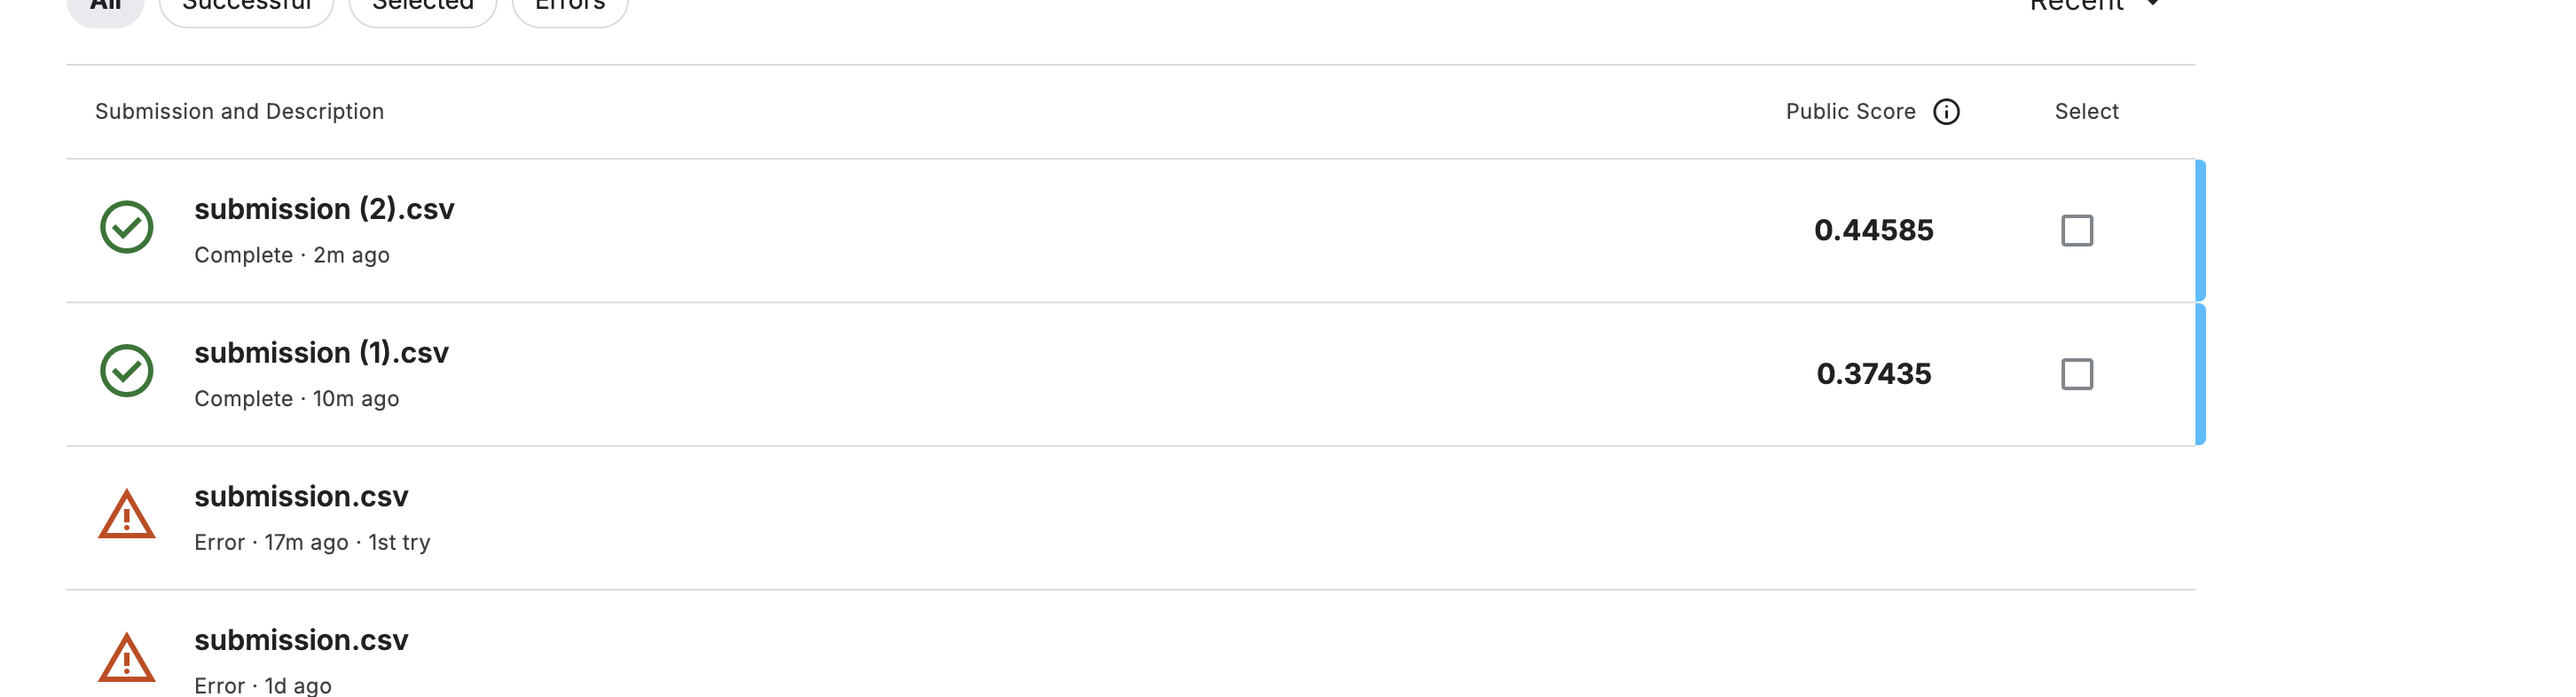 All Successful Selected Errors Recent
Submission and Description Public Score Select
submission (2).csv
Complete · 2m ago
0.44585
submission (1).csv
Complete · 10m ago
0.37435
submission.csv
Error · 17m ago · 1st try
submission.csv
Error · 1d ago